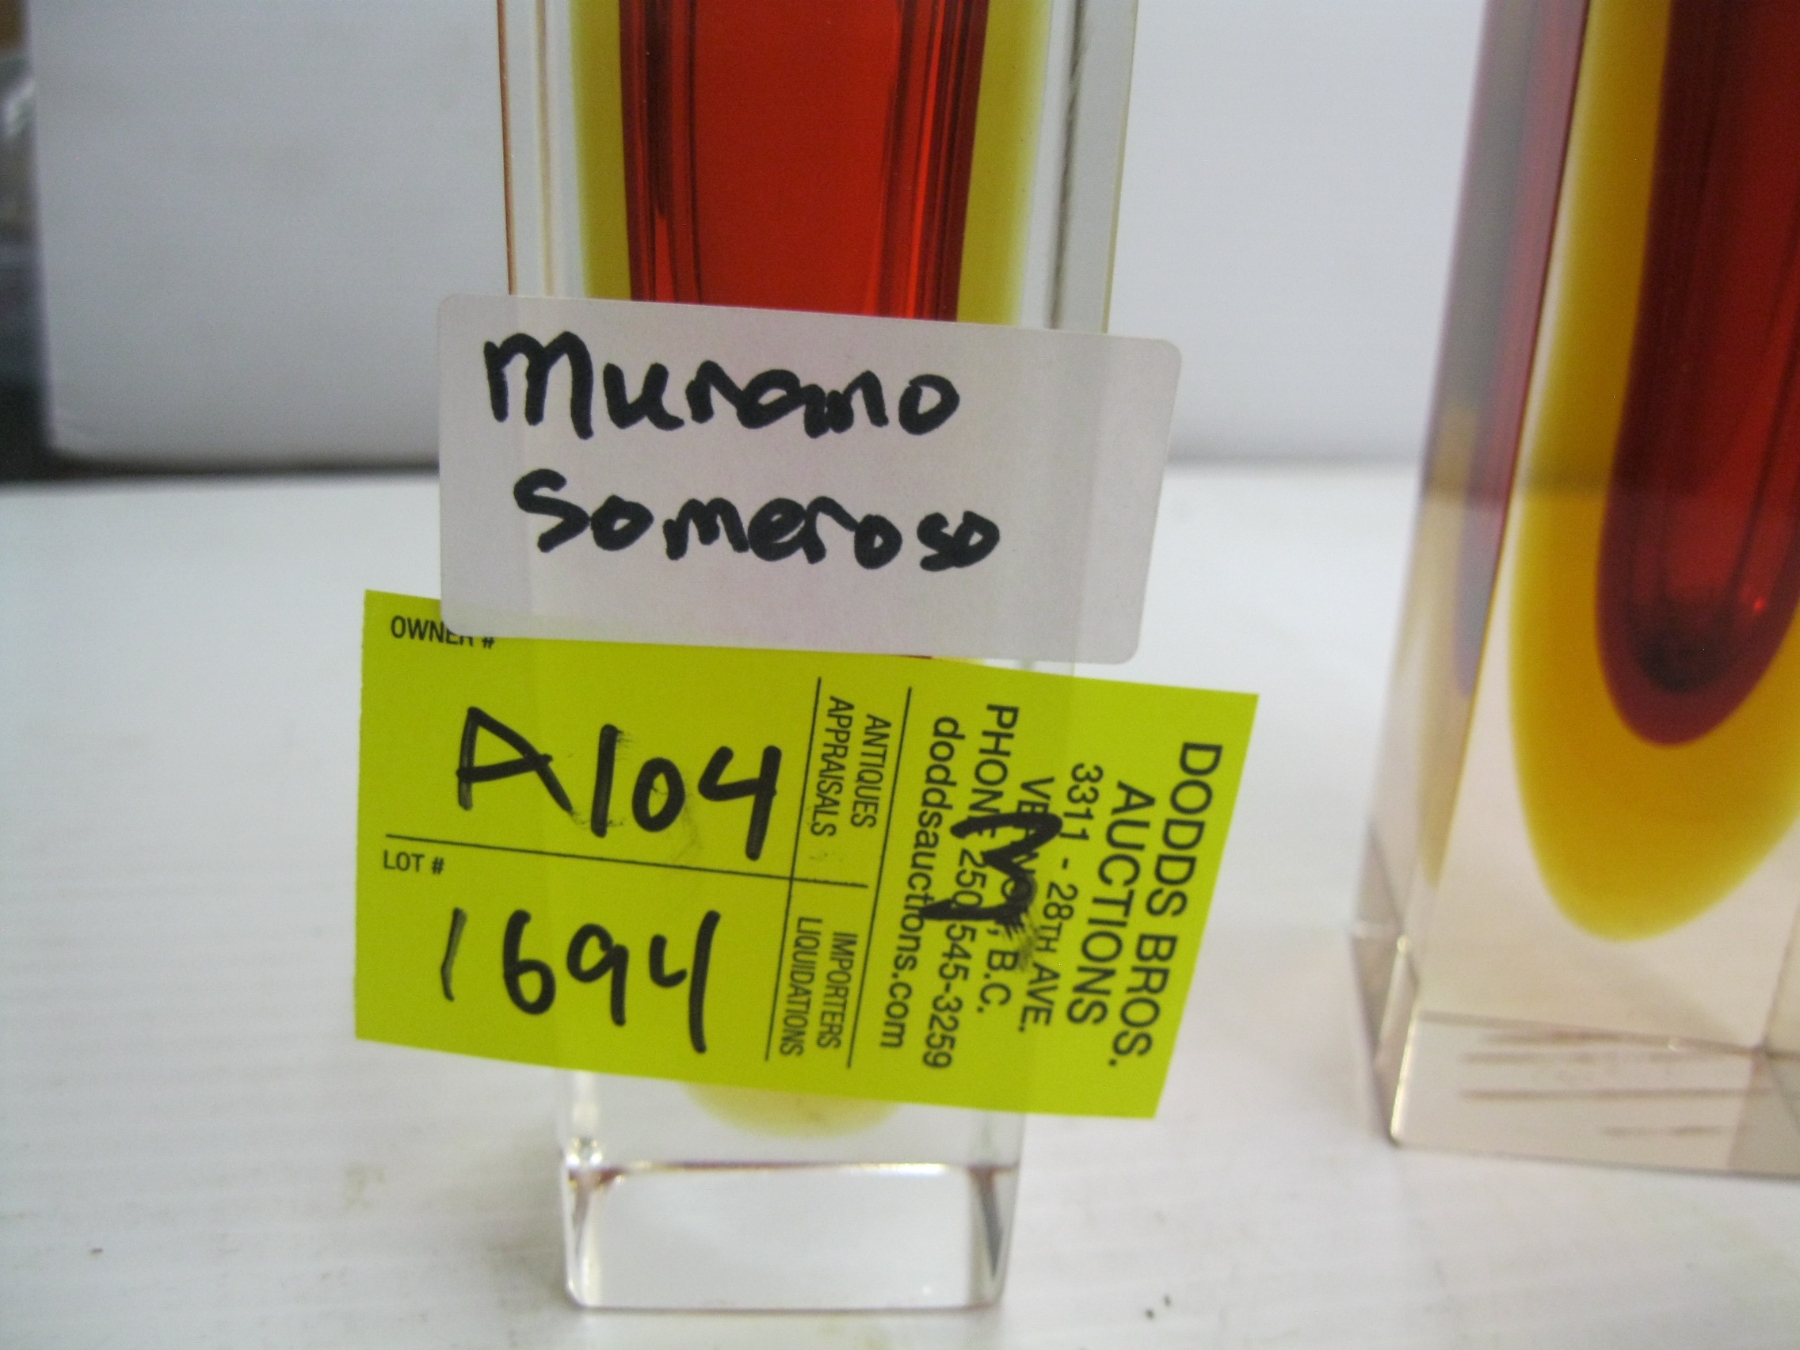 Murano
Someroso
OWNER #
A104
LOT #
1694
ANTIQUES
APPRAISALS
IMPORTERS
LIQUIDATIONS
DODDS BROS.
AUCTIONS
3311 - 28TH AVE.
VERNON, B.C.
PHONE 250 545-3259
doddsauctions.com